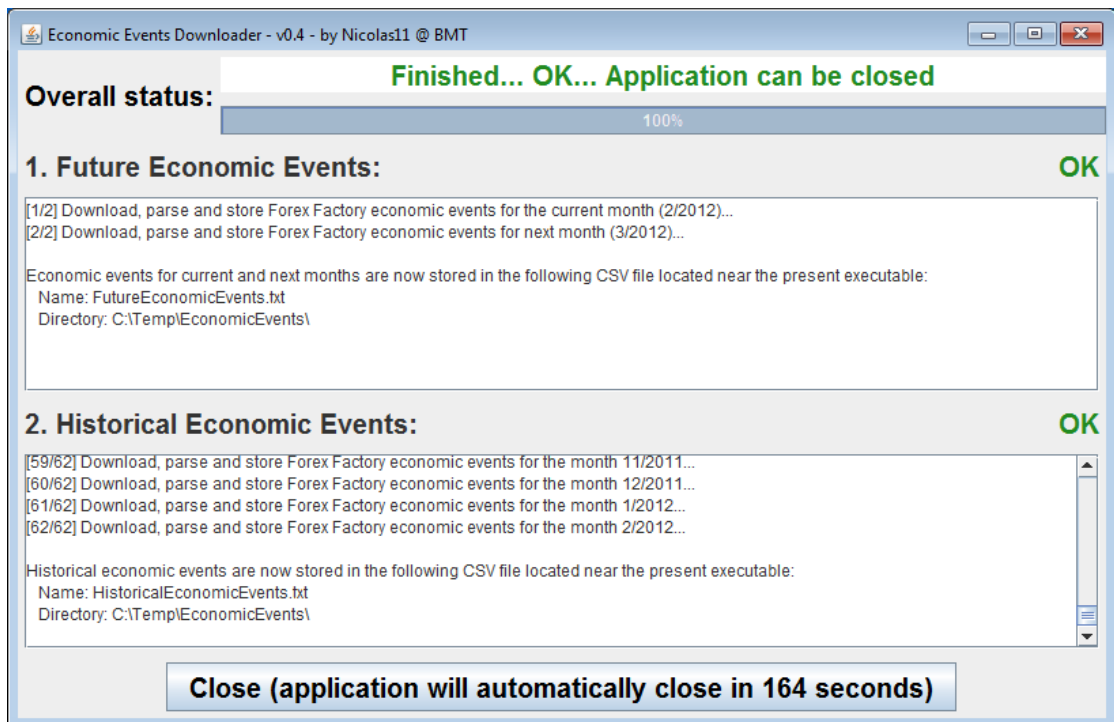 Economic Events Downloader - v0.4 - by Nicolas11 @ BMT
Finished... OK... Application can be closed
Overall status:
100%
1. Future Economic Events:
OK
[1/2] Download, parse and store Forex Factory economic events for the current month (2/2012)...
[2/2] Download, parse and store Forex Factory economic events for next month (3/2012)...
Economic events for current and next months are now stored in the following CSV file located near the present executable:
Name: FutureEconomicEvents.txt
Directory: C:\Temp\EconomicEvents\
2. Historical Economic Events:
OK
[59/62] Download, parse and store Forex Factory economic events for the month 11/2011...
[60/62] Download, parse and store Forex Factory economic events for the month 12/2011...
[61/62] Download, parse and store Forex Factory economic events for the month 1/2012...
[62/62] Download, parse and store Forex Factory economic events for the month 2/2012...
Historical economic events are now stored in the following CSV file located near the present executable:
Name: HistoricalEconomicEvents.txt
Directory: C:\Temp\EconomicEvents\
Close (application will automatically close in 164 seconds)